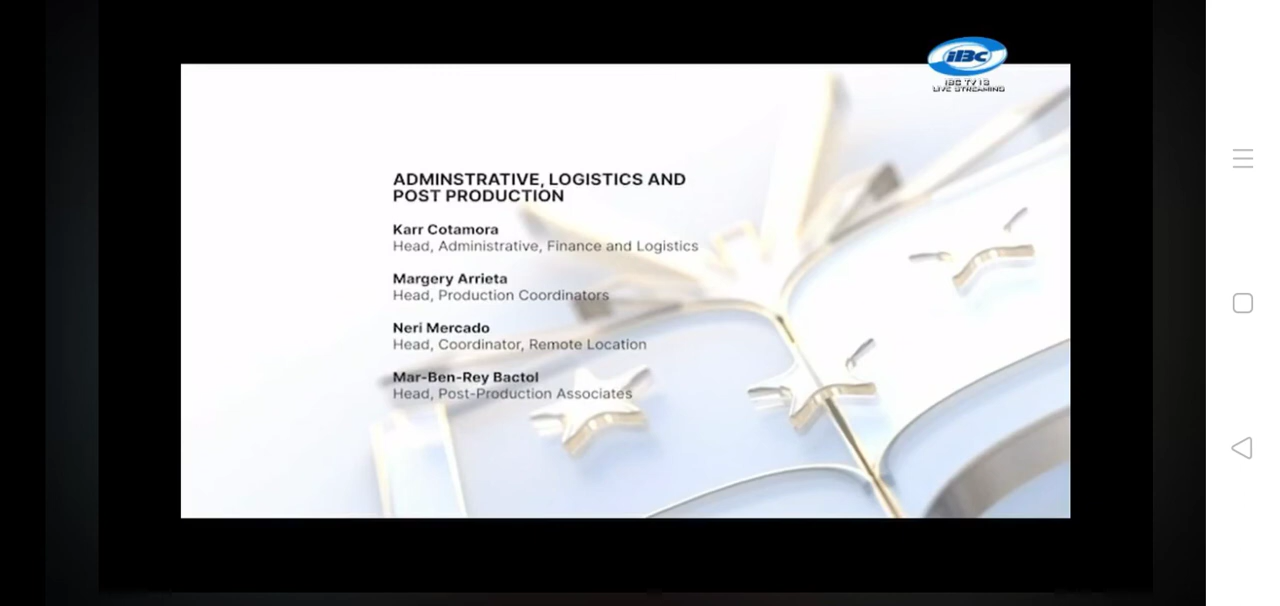 iBC
IBC TV13
LIVE STREAMING
ADMINSTRATIVE, LOGISTICS AND
POST PRODUCTION
Karr Cotamora
Head, Administrative, Finance and Logistics
Margery Arrieta
Head, Production Coordinators
Neri Mercado
Head, Coordinator, Remote Location
Mar-Ben-Rey Bactol
Head, Post-Production Associates